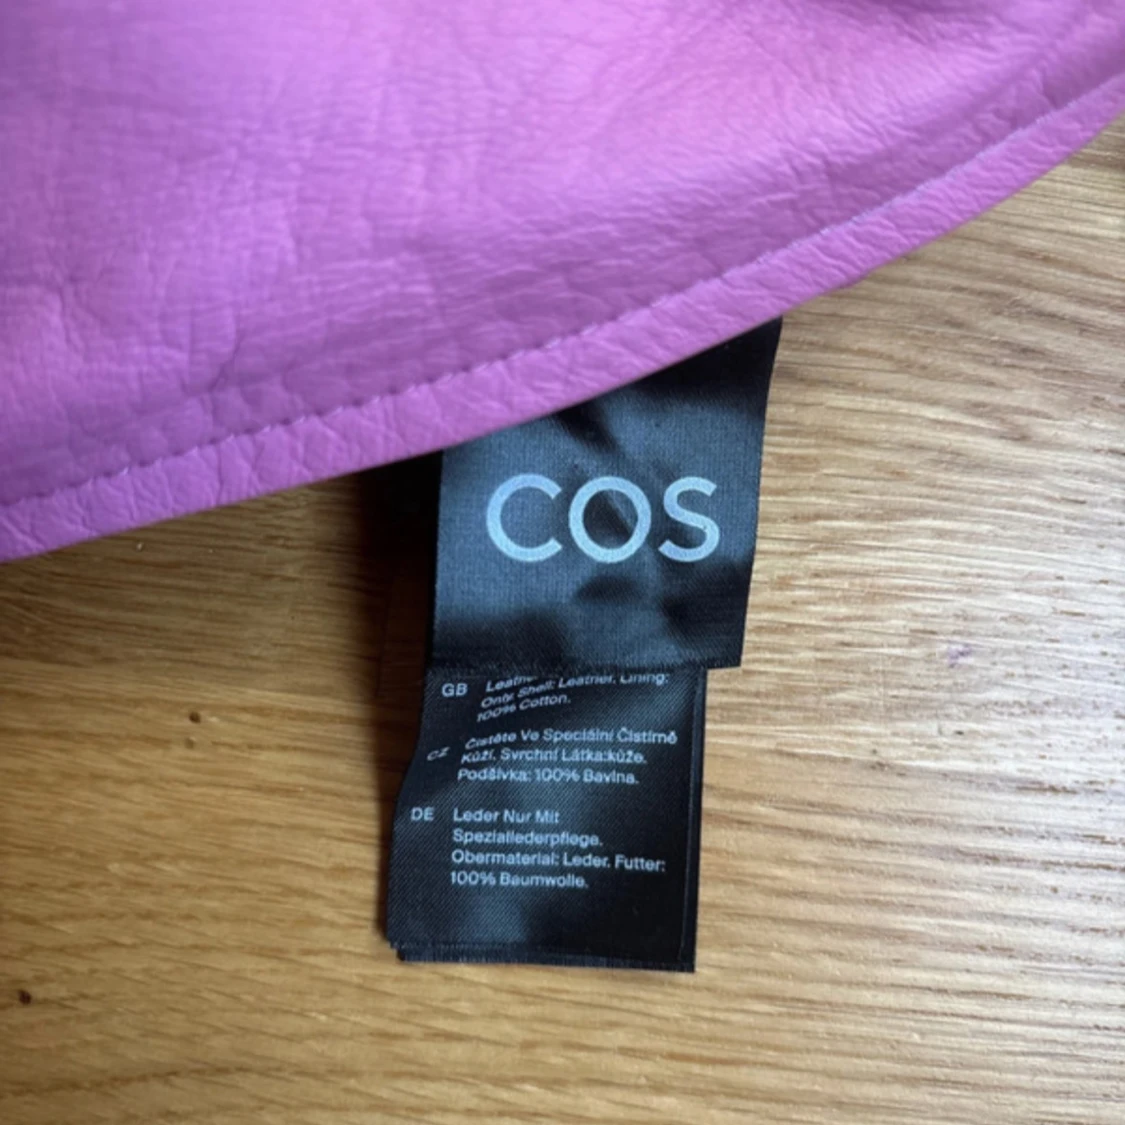 COS
GB
Only. Shell: Leather. Lining:
100% Cotton.
CZ
Čistěte Ve Speciální Čistírně
Kůží. Svrchní Látka:kůže.
Podšívka: 100% Bavlna.
DE
Leder Nur Mit
Speziallederpflege.
Obermaterial: Leder. Futter:
100% Baumwolle.